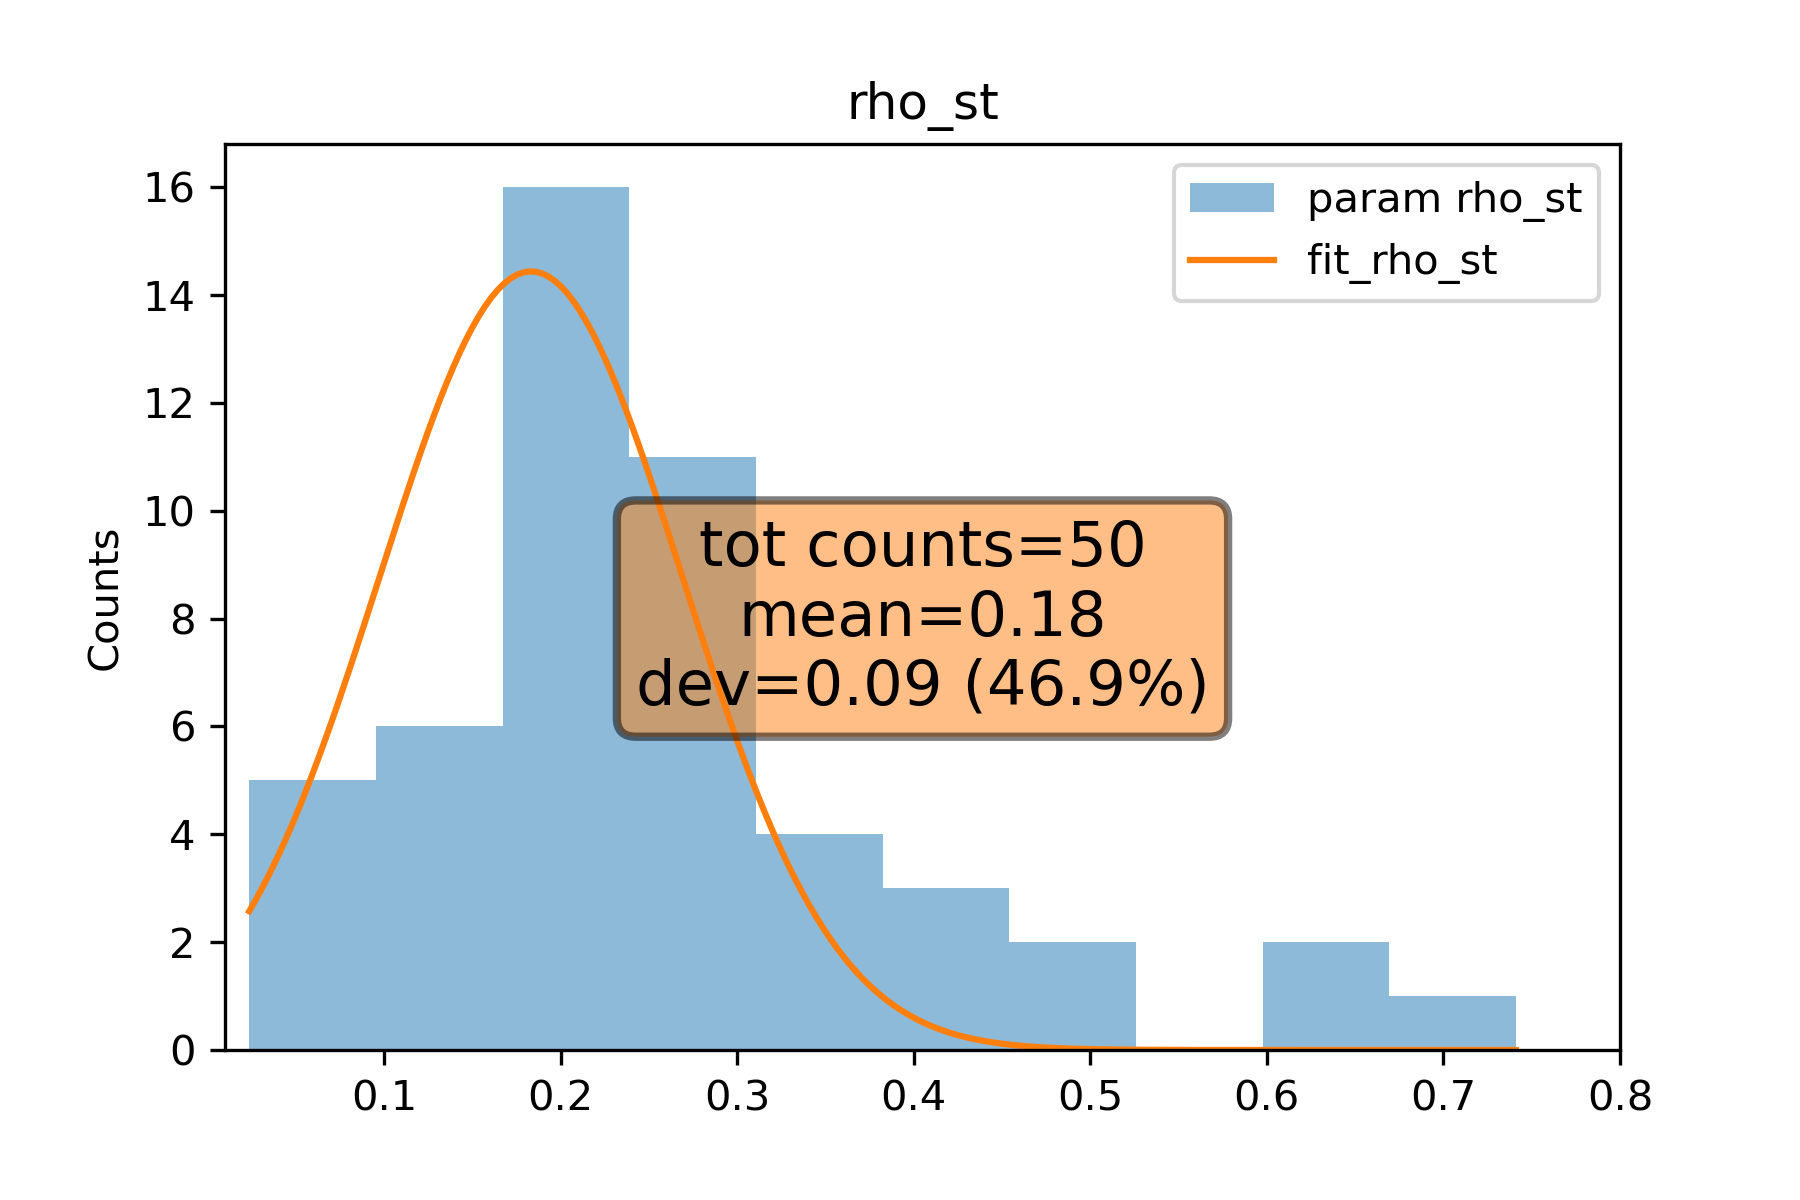 rho_st
param rho_st
fit_rho_st
Counts
16
14
12
10
8
6
4
2
0
tot counts=50
mean=0.18
dev=0.09 (46.9%)
0.1 0.2 0.3 0.4 0.5 0.6 0.7 0.8